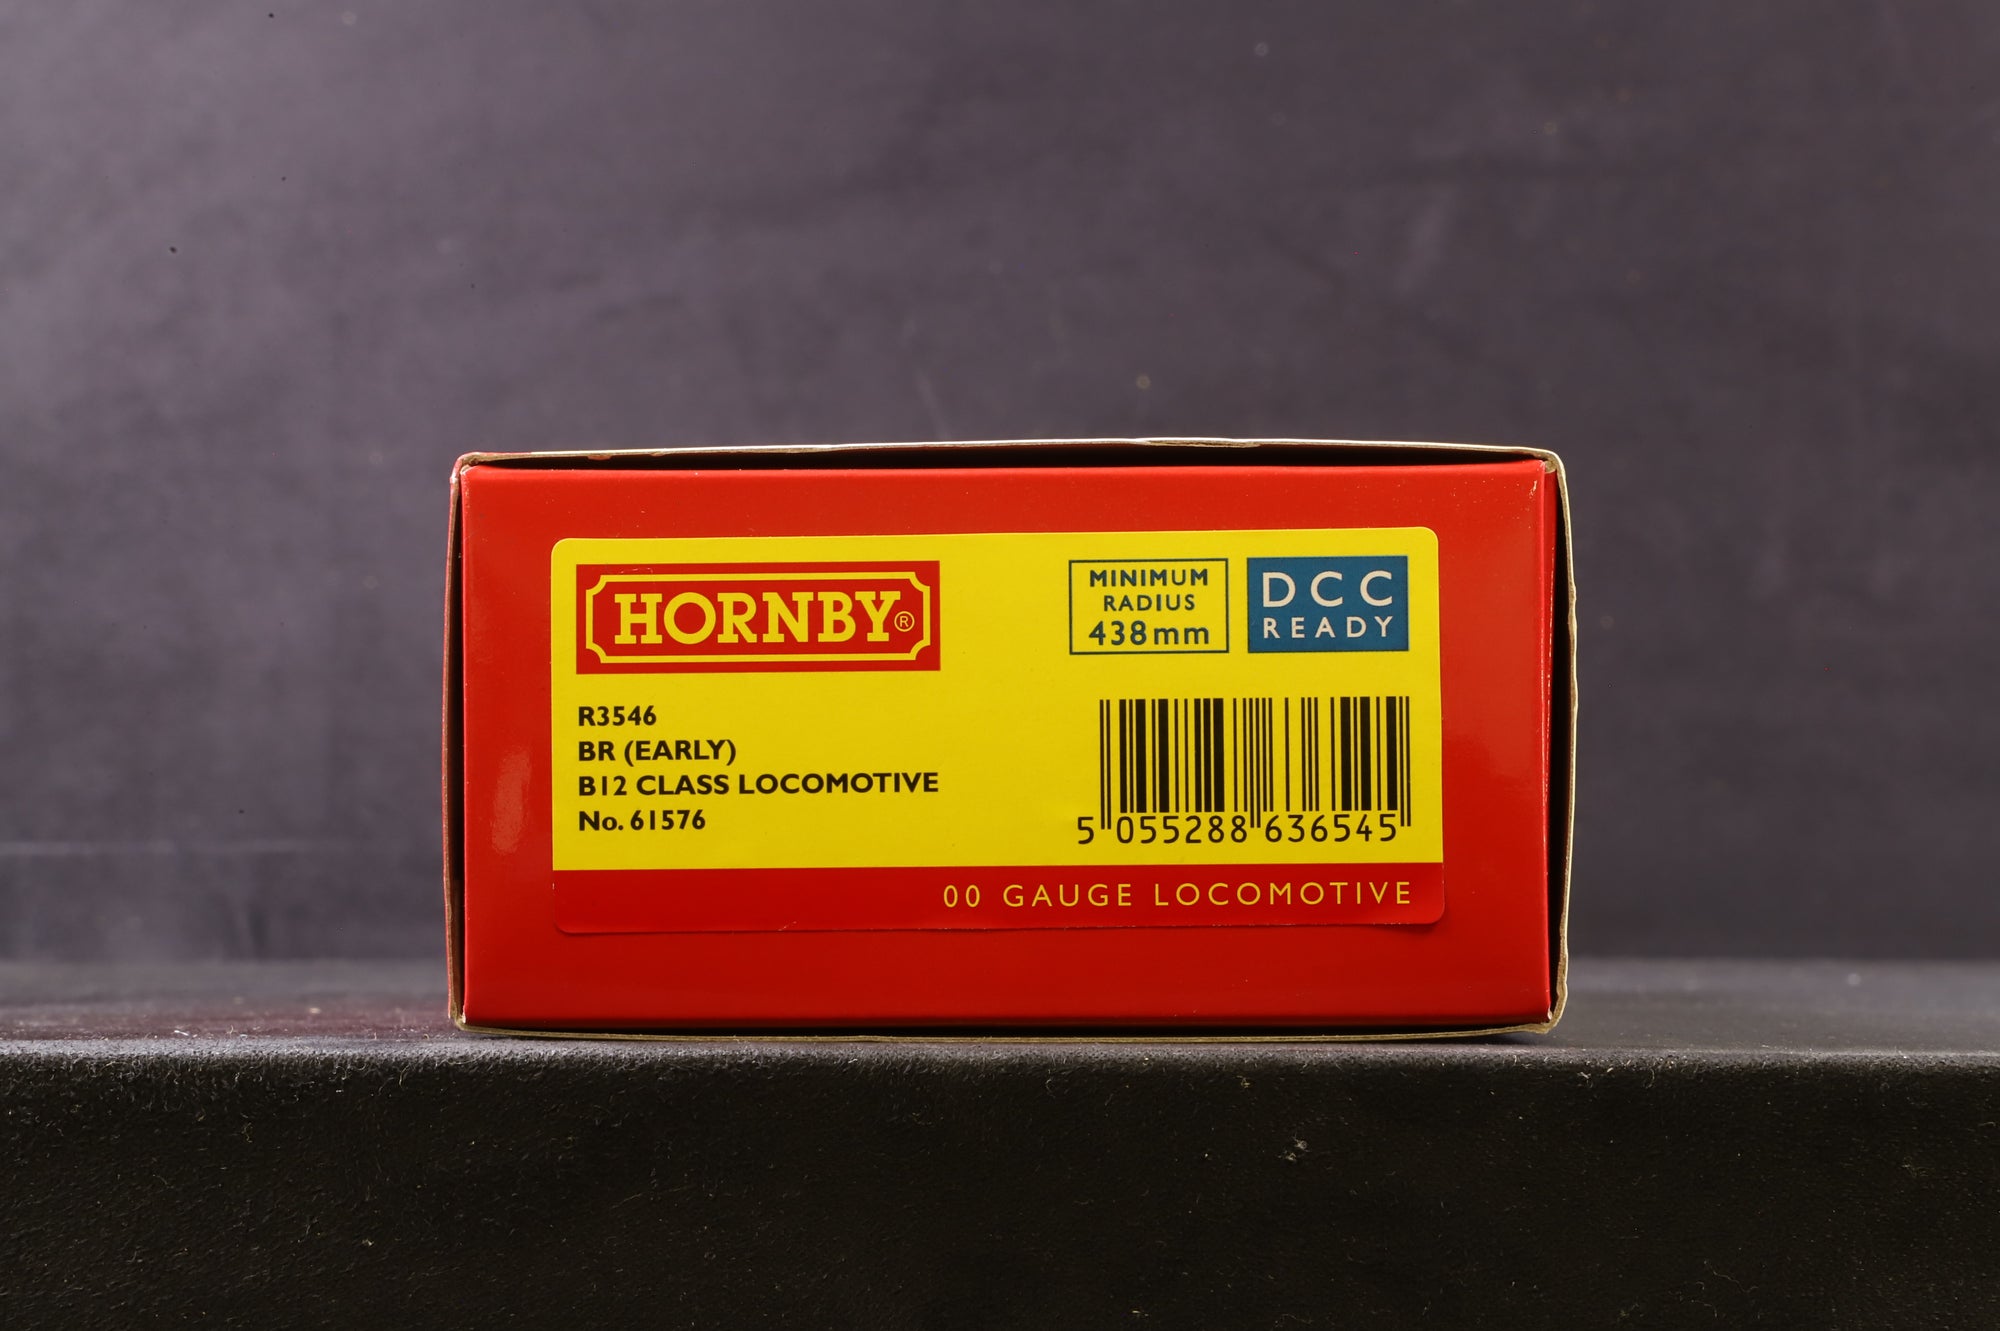 HORNBY®
MINIMUM
RADIUS
438mm
DCC
READY
R3546
BR (EARLY)
B12 CLASS LOCOMOTIVE
No. 61576
5 055288 636545
00 GAUGE LOCOMOTIVE